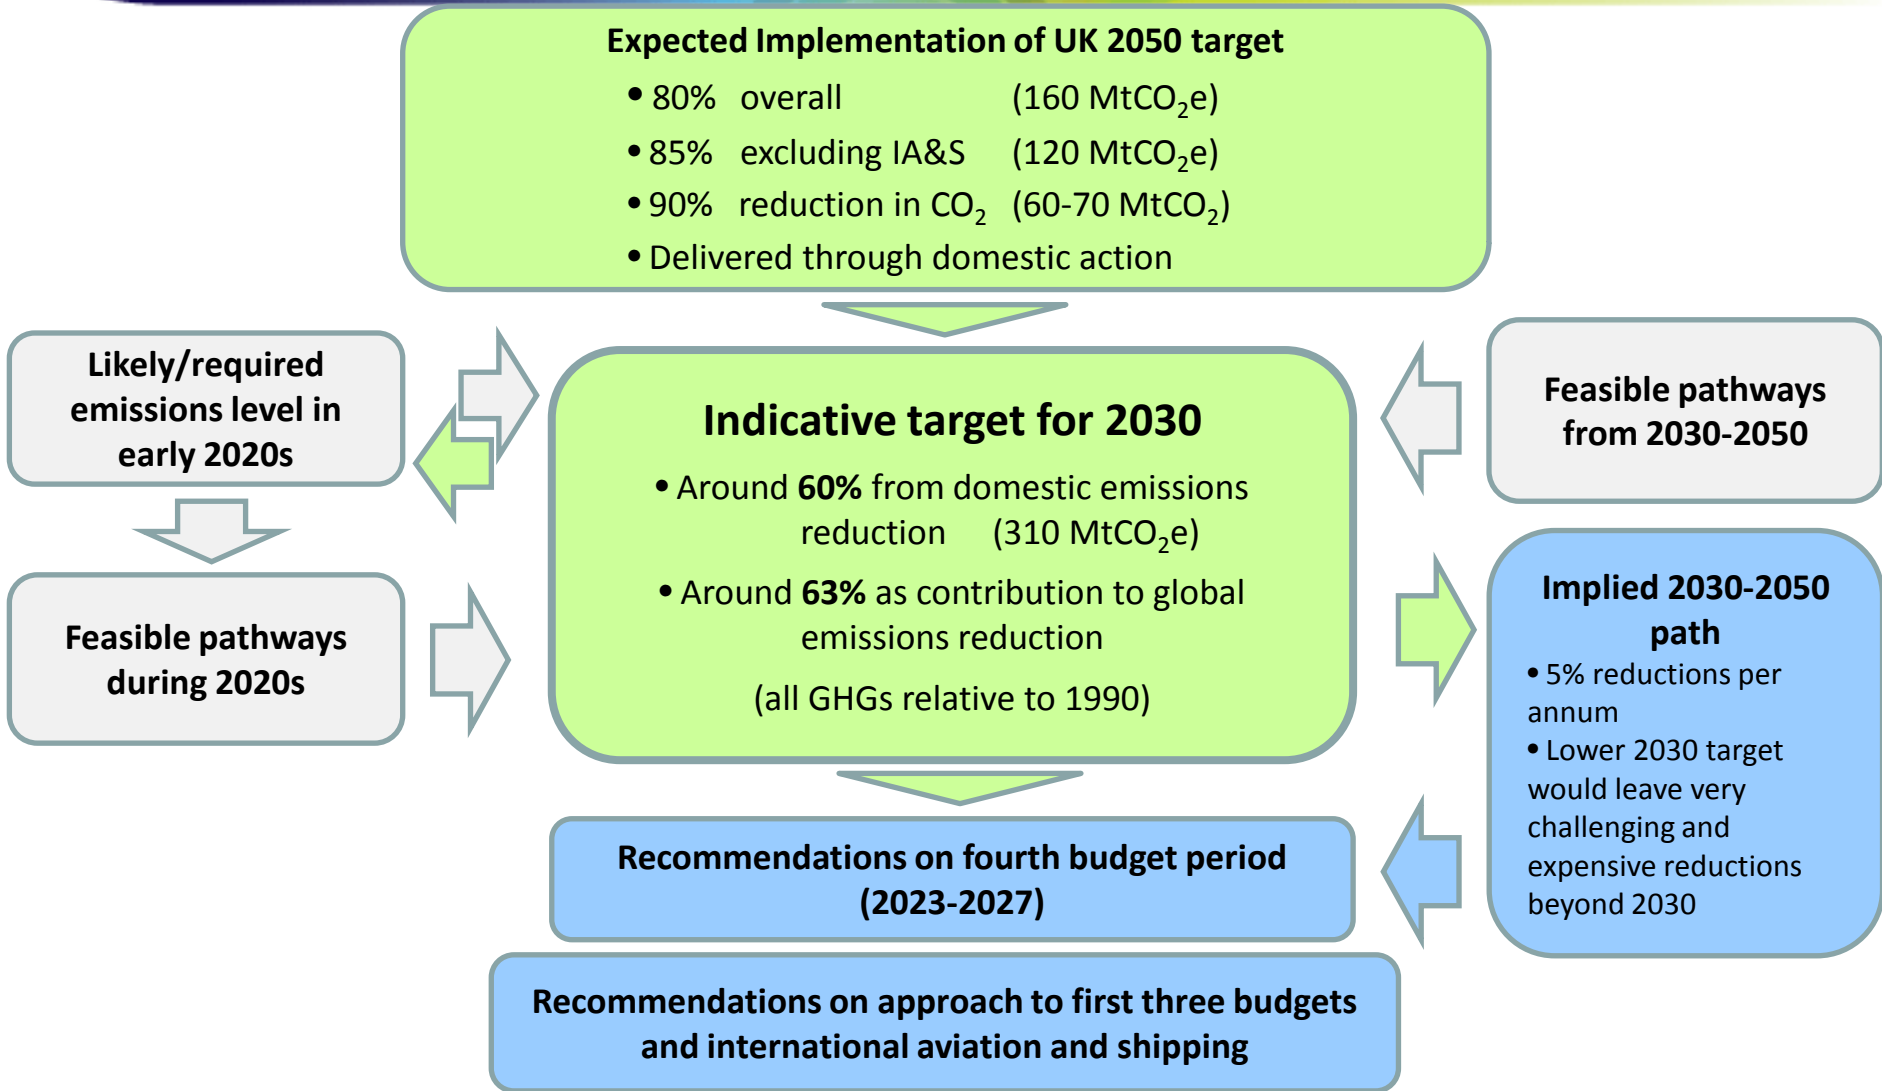 Expected Implementation of UK 2050 target
• 80% overall (160 MtCO₂e)
• 85% excluding IA&S (120 MtCO₂e)
• 90% reduction in CO₂ (60-70 MtCO₂)
• Delivered through domestic action
Likely/required
emissions level in
early 2020s
Feasible pathways
during 2020s
Indicative target for 2030
• Around 60% from domestic emissions
reduction (310 MtCO₂e)
• Around 63% as contribution to global
emissions reduction
(all GHGs relative to 1990)
Feasible pathways
from 2030-2050
Implied 2030-2050
path
• 5% reductions per
annum
• Lower 2030 target
would leave very
challenging and
expensive reductions
beyond 2030
Recommendations on fourth budget period
(2023-2027)
Recommendations on approach to first three budgets
and international aviation and shipping